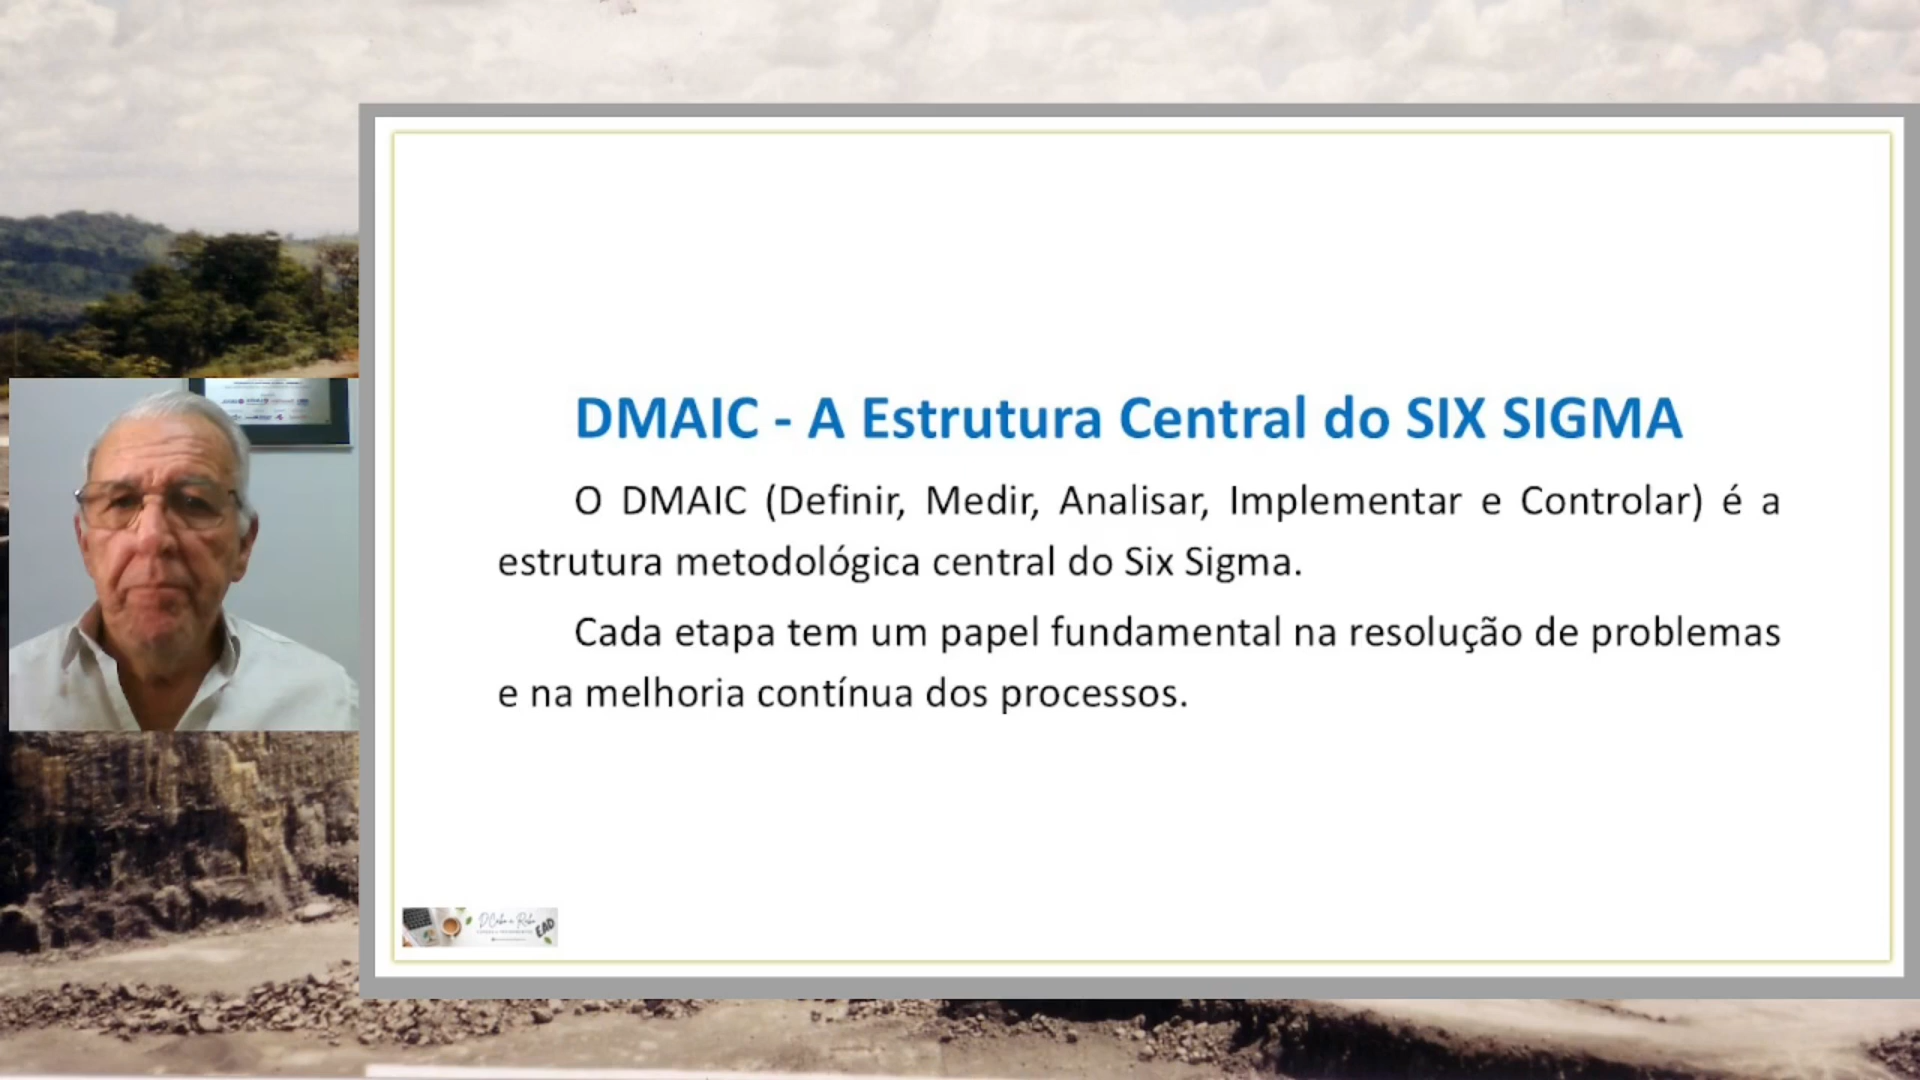 DMAIC - A Estrutura Central do SIX SIGMA
O DMAIC (Definir, Medir, Analisar, Implementar e Controlar) é a
estrutura metodológica central do Six Sigma.
Cada etapa tem um papel fundamental na resolução de problemas
e na melhoria contínua dos processos.
EAD